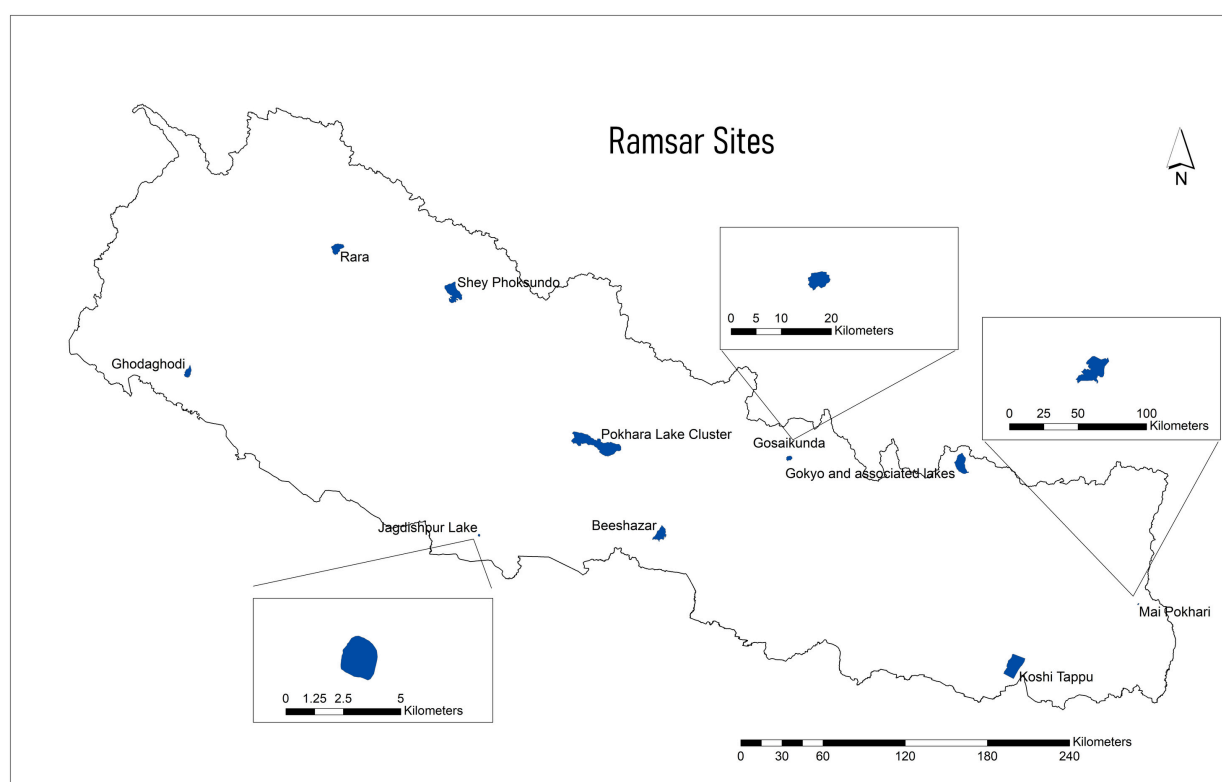 Ramsar Sites
N
Rara
Shey Phoksundo
0 5 10 20
Kilometers
Ghodaghodi
0 25 50 100
Kilometers
Pokhara Lake Cluster
Gosaikunda
Gokyo and associated lakes
Jagdishpur Lake
Beeshazar
Mai Pokhari
Koshi Tappu
0 1.25 2.5 5
Kilometers
Kilometers
0 30 60 120 180 240